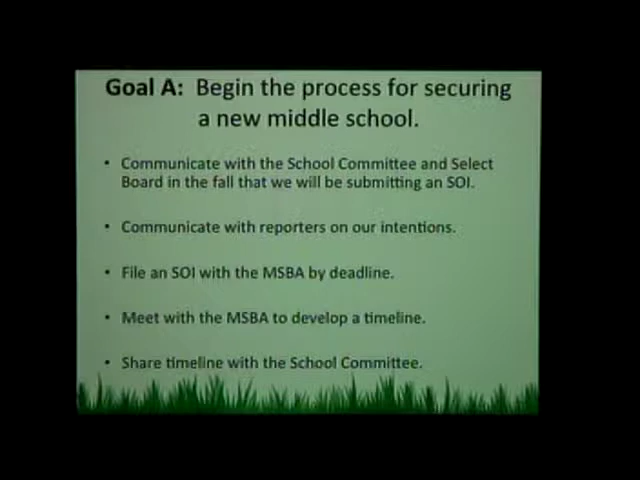 Goal A: Begin the process for securing
a new middle school.
• Communicate with the School Committee and Select
Board in the fall that we will be submitting an SOI.
• Communicate with reporters on our intentions.
• File an SOI with the MSBA by deadline.
• Meet with the MSBA to develop a timeline.
• Share timeline with the School Committee.